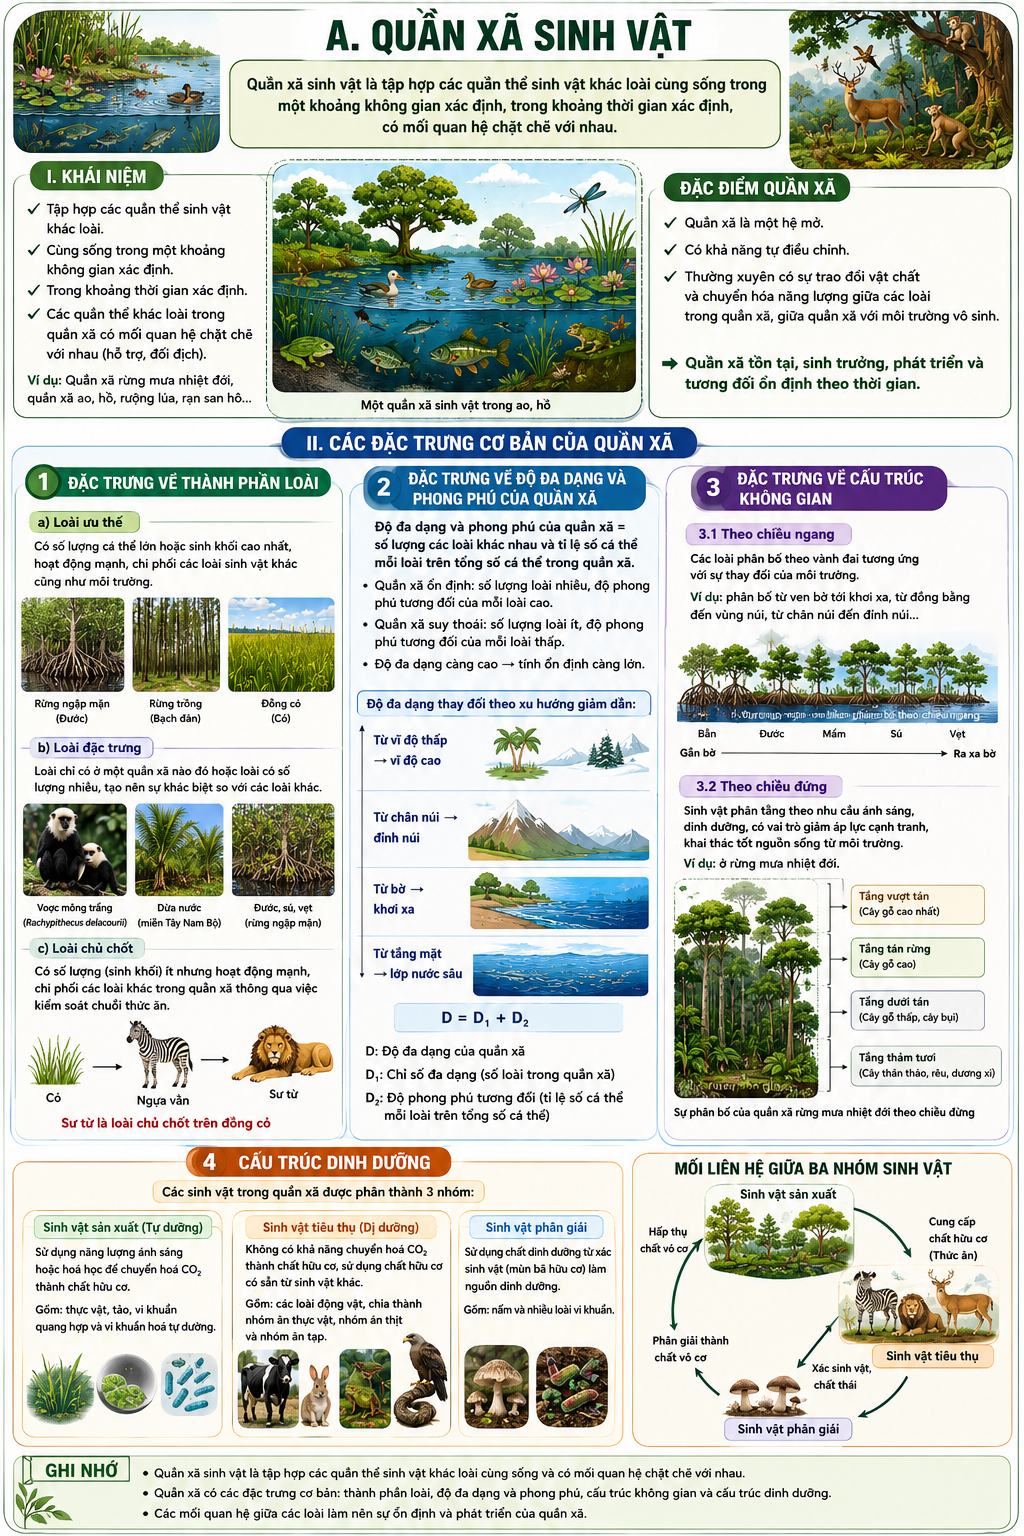 A. QUẦN XÃ SINH VẬT
Quần xã sinh vật là tập hợp các quần thể sinh vật khác loài cùng sống trong
một khoảng không gian xác định, trong khoảng thời gian xác định,
có mối quan hệ chặt chẽ với nhau.
I. KHÁI NIỆM
✓ Tập hợp các quần thể sinh vật
khác loài.
✓ Cùng sống trong một khoảng
không gian xác định.
✓ Trong khoảng thời gian xác định.
✓ Các quần thể khác loài trong
quần xã có mối quan hệ chặt chẽ
với nhau (hỗ trợ, đối địch).
Ví dụ: Quần xã rừng mưa nhiệt đới,
quần xã ao, hồ, ruộng lúa, rạn san hô...
Một quần xã sinh vật trong ao, hồ
ĐẶC ĐIỂM QUẦN XÃ
✓ Quần xã là một hệ mở.
✓ Có khả năng tự điều chỉnh.
✓ Thường xuyên có sự trao đổi vật chất
và chuyển hóa năng lượng giữa các loài
trong quần xã, giữa quần xã với môi trường vô sinh.
➡ Quần xã tồn tại, sinh trưởng, phát triển và
tương đối ổn định theo thời gian.
II. CÁC ĐẶC TRƯNG CƠ BẢN CỦA QUẦN XÃ
1 ĐẶC TRƯNG VỀ THÀNH PHẦN LOÀI
a) Loài ưu thế
Có số lượng cá thể lớn hoặc sinh khối cao nhất,
hoạt động mạnh, chi phối các loài sinh vật khác
cũng như môi trường.
Rừng ngập mặn
(Đước)
Rừng trồng
(Bạch đàn)
Đồng cỏ
(Cỏ)
b) Loài đặc trưng
Loài chỉ có ở một quần xã nào đó hoặc loài có số
lượng nhiều, tạo nên sự khác biệt so với các loài khác.
Voọc mông trắng
(Rachypithecus delacourii)
Dừa nước
(miền Tây Nam Bộ)
Đước, sú, vẹt
(rừng ngập mặn)
c) Loài chủ chốt
Có số lượng (sinh khối) ít nhưng hoạt động mạnh,
chi phối các loài khác trong quần xã thông qua việc
kiểm soát chuỗi thức ăn.
Cỏ
Ngựa vằn
Sư tử
Sư tử là loài chủ chốt trên đồng cỏ
2 ĐẶC TRƯNG VỀ ĐỘ ĐA DẠNG VÀ
PHONG PHÚ CỦA QUẦN XÃ
Độ đa dạng và phong phú của quần xã =
số lượng các loài khác nhau và tỉ lệ số cá thể
mỗi loài trên tổng số cá thể trong quần xã.
• Quần xã ổn định: số lượng loài nhiều, độ phong
phú tương đối của mỗi loài cao.
• Quần xã suy thoái: số lượng loài ít, độ phong
phú tương đối của mỗi loài thấp.
• Độ đa dạng càng cao → tính ổn định càng lớn.
Độ đa dạng thay đổi theo xu hướng giảm dần:
Từ vĩ độ thấp
→ vĩ độ cao
Từ chân núi →
đỉnh núi
Từ bờ →
khơi xa
Từ tầng mặt
→ lớp nước sâu
D = D₁ + D₂
D: Độ đa dạng của quần xã
D₁: Chỉ số đa dạng (số loài trong quần xã)
D₂: Độ phong phú tương đối (tỉ lệ số cá thể
mỗi loài trên tổng số cá thể)
3 ĐẶC TRƯNG VỀ CẤU TRÚC
KHÔNG GIAN
3.1 Theo chiều ngang
Các loài phân bố theo vành đai tương ứng
với sự thay đổi của môi trường.
Ví dụ: phân bố từ ven bờ tới khơi xa, từ đồng bằng
đến vùng núi, từ chân núi đến đỉnh núi...
Bần
Đước
Mắm
Sú
Vẹt
Gần bờ
Ra xa bờ
3.2 Theo chiều đứng
Sinh vật phân tầng theo nhu cầu ánh sáng,
dinh dưỡng, có vai trò giảm áp lực cạnh tranh,
khai thác tốt nguồn sống từ môi trường.
Ví dụ: ở rừng mưa nhiệt đới.
Tầng vượt tán
(Cây gỗ cao nhất)
Tầng tán rừng
(Cây gỗ cao)
Tầng dưới tán
(Cây gỗ thấp, cây bụi)
Tầng thảm tươi
(Cây thân thảo, rêu, dương xỉ)
Sự phân bố của quần xã rừng mưa nhiệt đới theo chiều đứng
4 CẤU TRÚC DINH DƯỠNG
Các sinh vật trong quần xã được phân thành 3 nhóm:
Sinh vật sản xuất (Tự dưỡng)
Sử dụng năng lượng ánh sáng
hoặc hoá học để chuyển hoá CO₂
thành chất hữu cơ.
Gồm: thực vật, tảo, vi khuẩn
quang hợp và vi khuẩn hoá tự dưỡng.
Sinh vật tiêu thụ (Dị dưỡng)
Không có khả năng chuyển hoá CO₂
thành chất hữu cơ, sử dụng chất hữu cơ
có sẵn từ sinh vật khác.
Gồm: các loài động vật, chia thành
nhóm ăn thực vật, nhóm ăn thịt
và nhóm ăn tạp.
Sinh vật phân giải
Sử dụng chất dinh dưỡng từ xác
sinh vật (mùn bã hữu cơ) làm
nguồn dinh dưỡng.
Gồm: nấm và nhiều loài vi khuẩn.
MỐI LIÊN HỆ GIỮA BA NHÓM SINH VẬT
Sinh vật sản xuất
Hấp thụ
chất vô cơ
Cung cấp
chất hữu cơ
(Thức ăn)
Phân giải thành
chất vô cơ
Sinh vật tiêu thụ
Xác sinh vật,
chất thải
Sinh vật phân giải
GHI NHỚ
• Quần xã sinh vật là tập hợp các quần thể sinh vật khác loài cùng sống và có mối quan hệ chặt chẽ với nhau.
• Quần xã có các đặc trưng cơ bản: thành phần loài, độ đa dạng và phong phú, cấu trúc không gian và cấu trúc dinh dưỡng.
• Các mối quan hệ giữa các loài làm nên sự ổn định và phát triển của quần xã.